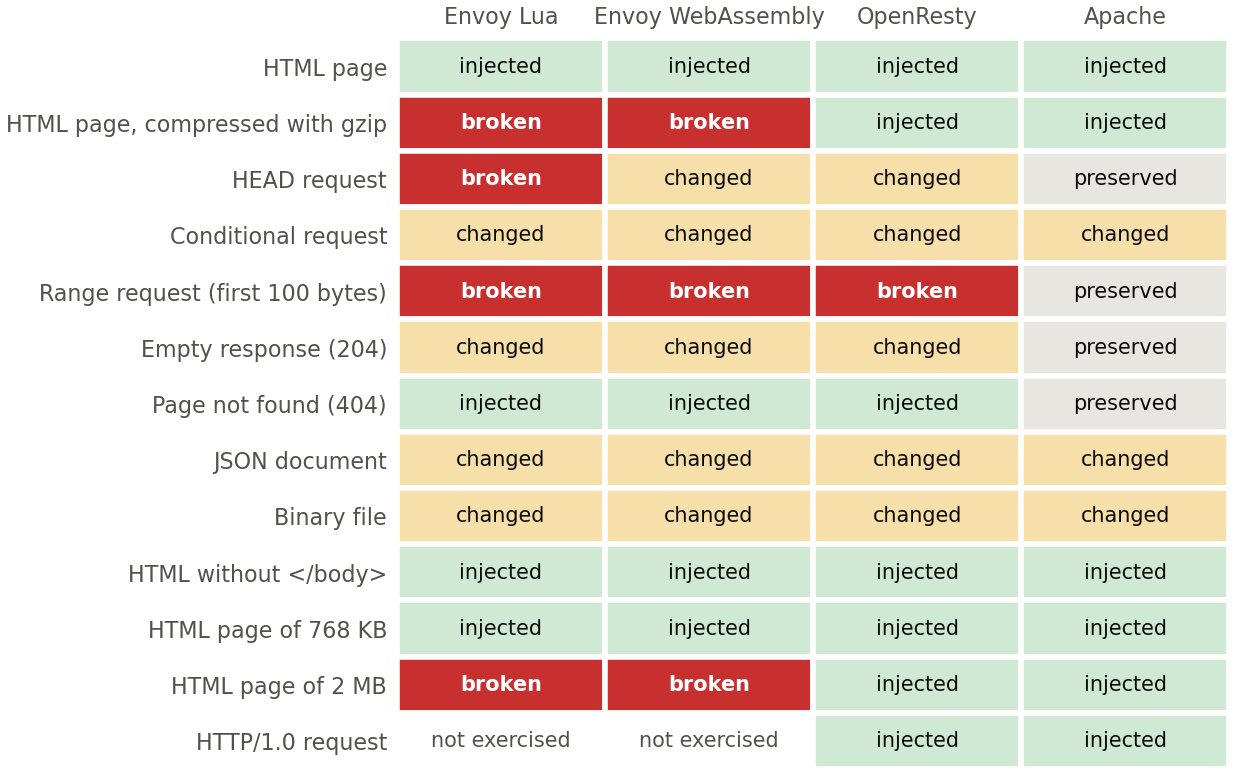 Envoy Lua Envoy WebAssembly OpenResty Apache
HTML page injected injected injected injected
HTML page, compressed with gzip broken broken injected injected
HEAD request broken changed changed preserved
Conditional request changed changed changed changed
Range request (first 100 bytes) broken broken broken preserved
Empty response (204) changed changed changed preserved
Page not found (404) injected injected injected preserved
JSON document changed changed changed changed
Binary file changed changed changed changed
HTML without </body> injected injected injected injected
HTML page of 768 KB injected injected injected injected
HTML page of 2 MB broken broken injected injected
HTTP/1.0 request not exercised not exercised injected injected